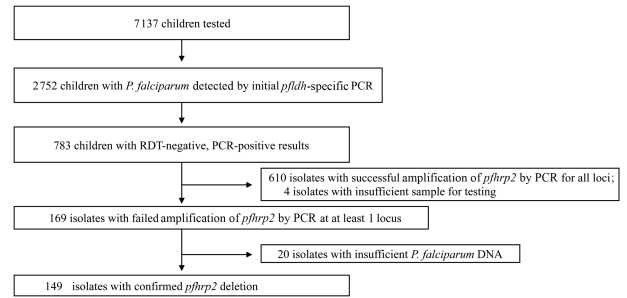 7137 children tested
2752 children with P. falciparum detected by initial pfldh-specific PCR
783 children with RDT-negative, PCR-positive results
610 isolates with successful amplification of pfhrp2 by PCR for all loci;
4 isolates with insufficient sample for testing
169 isolates with failed amplification of pfhrp2 by PCR at at least 1 locus
20 isolates with insufficient P. falciparum DNA
149 isolates with confirmed pfhrp2 deletion